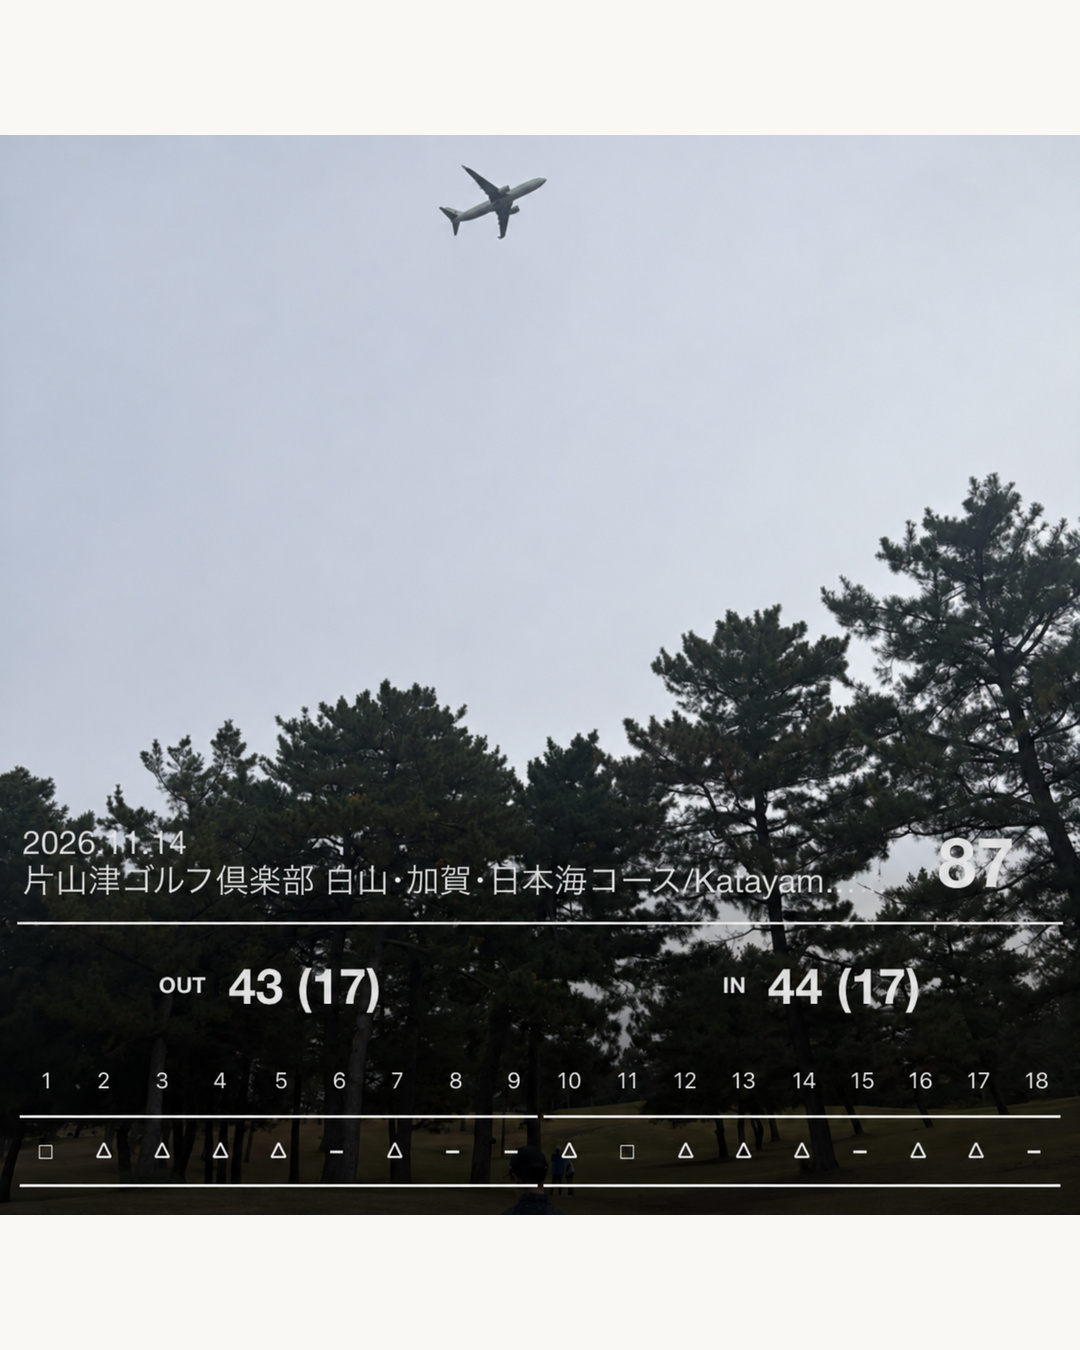 2026.11.14
片山津ゴルフ倶楽部 白山・加賀・日本海コース/Katayam... 87
OUT 43 (17) IN 44 (17)
1 2 3 4 5 6 7 8 9 10 11 12 13 14 15 16 17 18
□ △ △ △ △ － △ － － △ □ △ △ △ － △ △ －